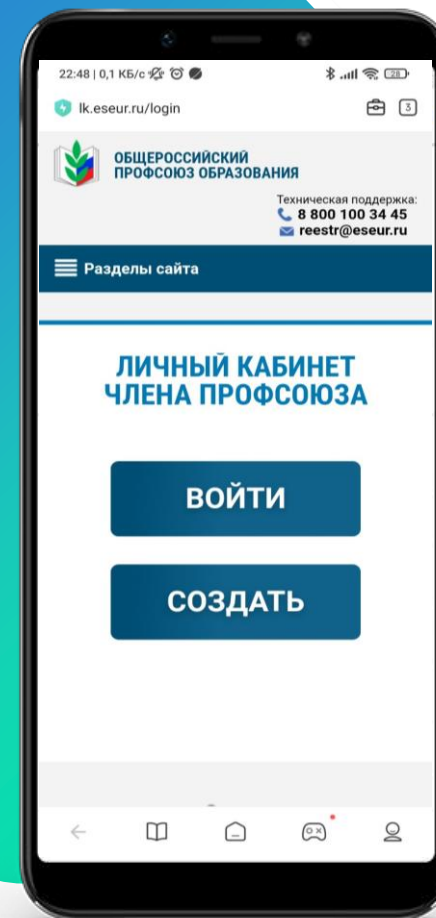 22:48 | 0,1 КБ/с
28
lk.eseur.ru/login
3
ОБЩЕРОССИЙСКИЙ
ПРОФСОЮЗ ОБРАЗОВАНИЯ
Техническая поддержка:
8 800 100 34 45
reestr@eseur.ru
Разделы сайта
ЛИЧНЫЙ КАБИНЕТ
ЧЛЕНА ПРОФСОЮЗА
ВОЙТИ
СОЗДАТЬ